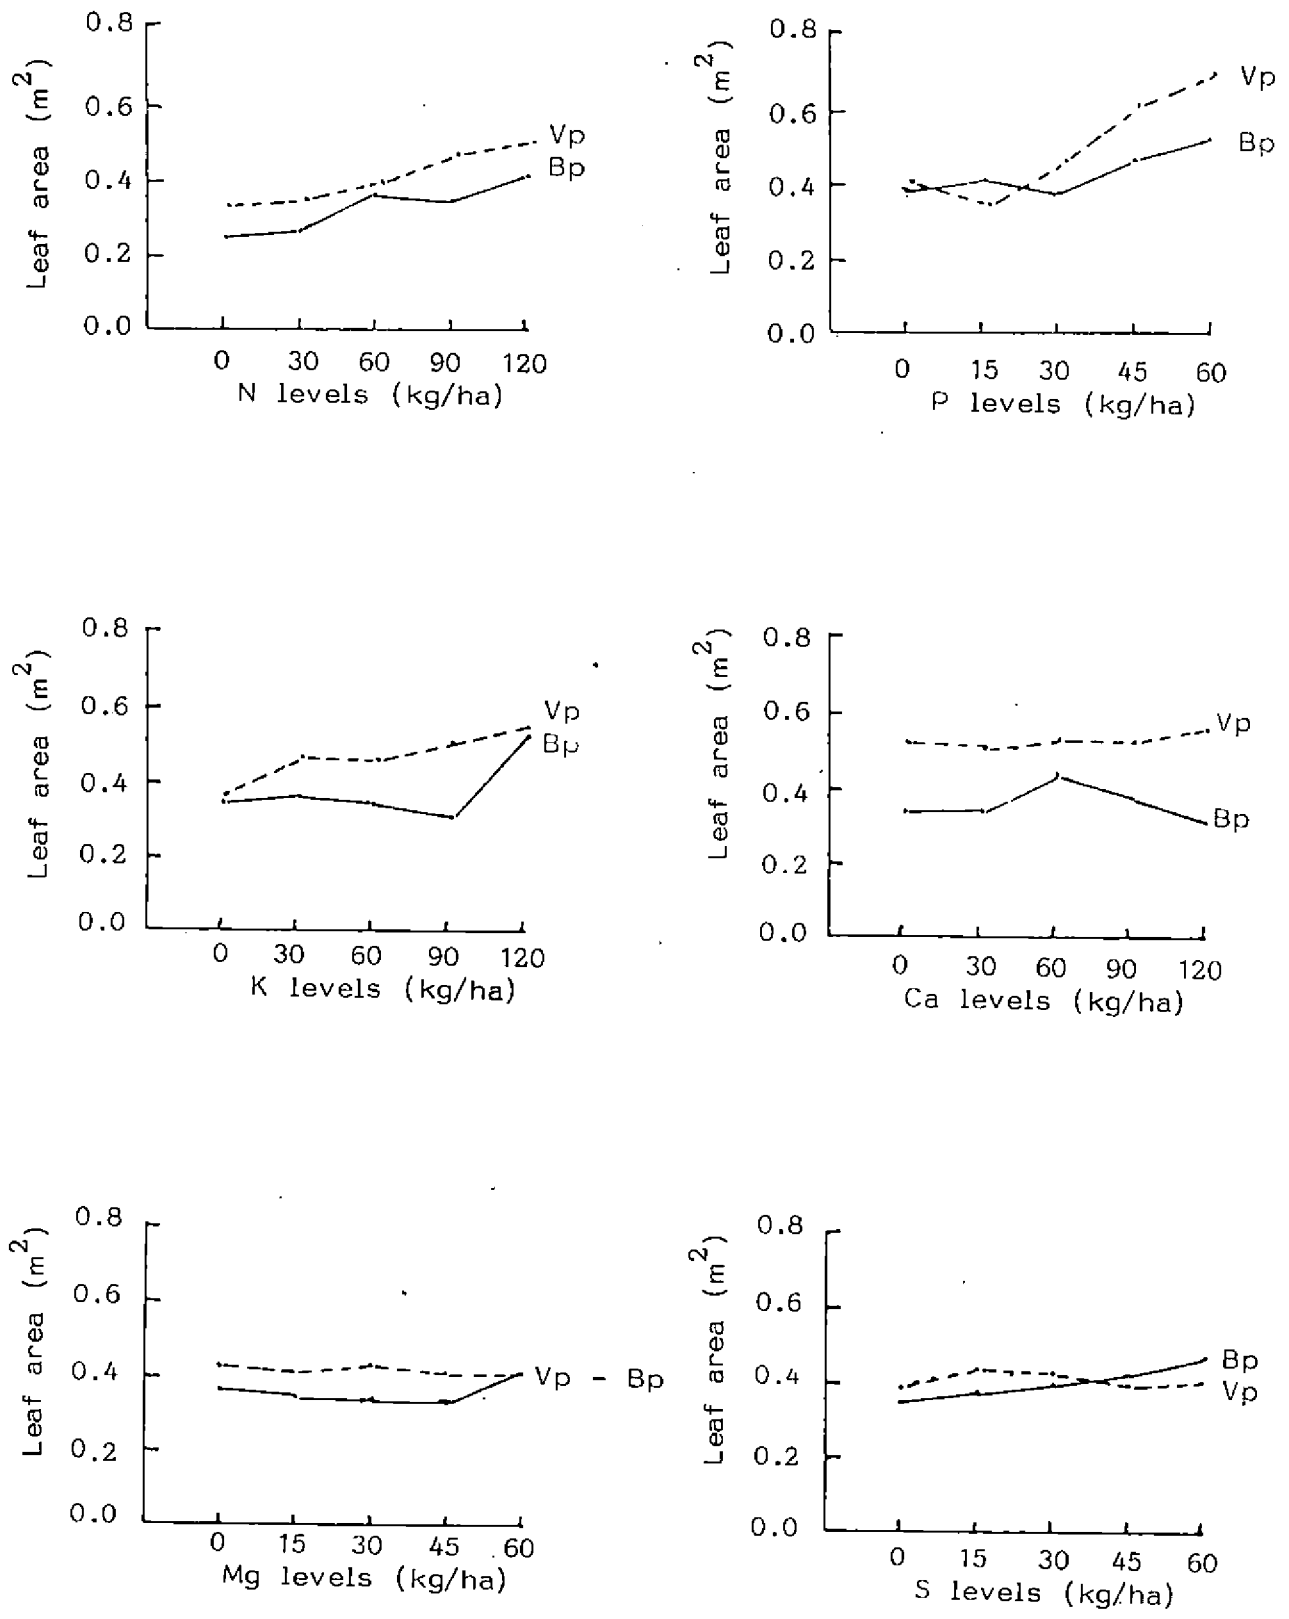 0.8
0.6
0.4
0.2
0.0
Leaf area (m²)
Vp
Bp
0 30 60 90 120
N levels (kg/ha)
0.8
0.6
0.4
0.2
0.0
Leaf area (m²)
Vp
Bp
0 15 30 45 60
P levels (kg/ha)
0.8
0.6
0.4
0.2
0.0
Leaf area (m²)
Vp
Bp
0 30 60 90 120
K levels (kg/ha)
0.8
0.6
0.4
0.2
0.0
Leaf area (m²)
Vp
Bp
0 30 60 90 120
Ca levels (kg/ha)
0.8
0.6
0.4
0.2
0.0
Leaf area (m²)
Vp - Bp
0 15 30 45 60
Mg levels (kg/ha)
0.8
0.6
0.4
0.2
0.0
Leaf area (m²)
Bp
Vp
0 15 30 45 60
S levels (kg/ha)